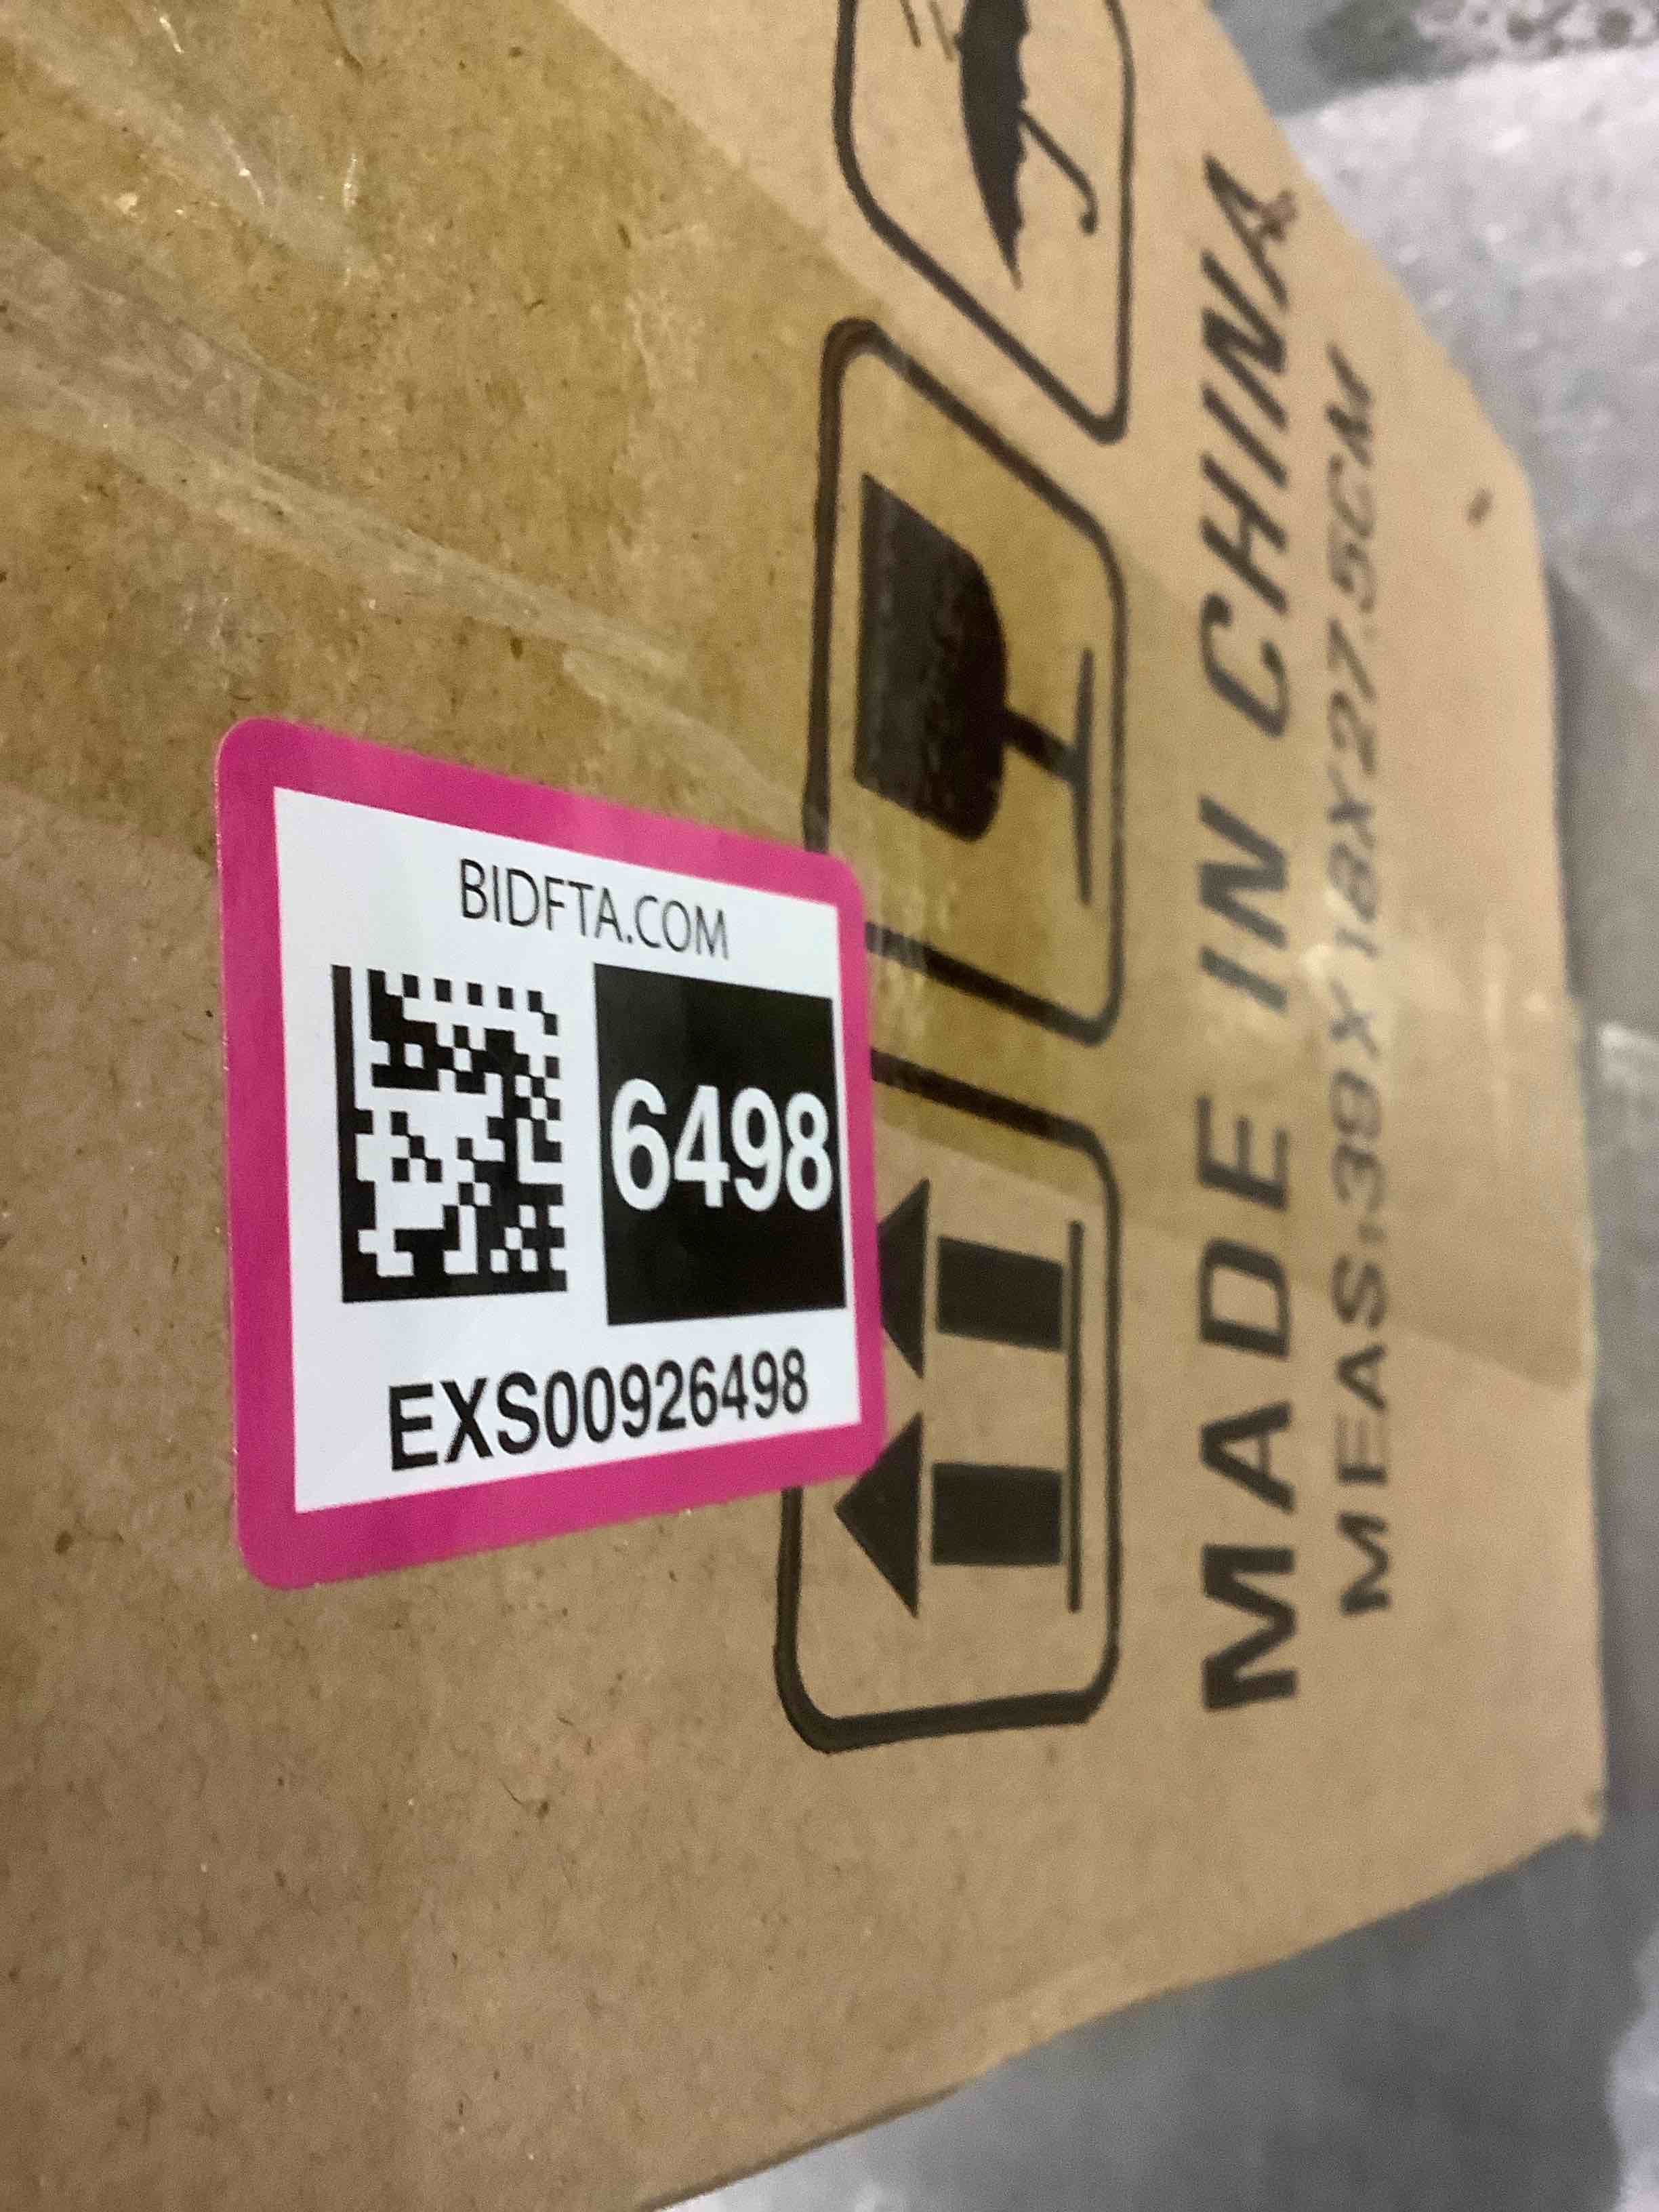 BIDFTA.COM
6498
EXS00926498
MADE IN CHINA
MEAS.:39X18X27.5CM